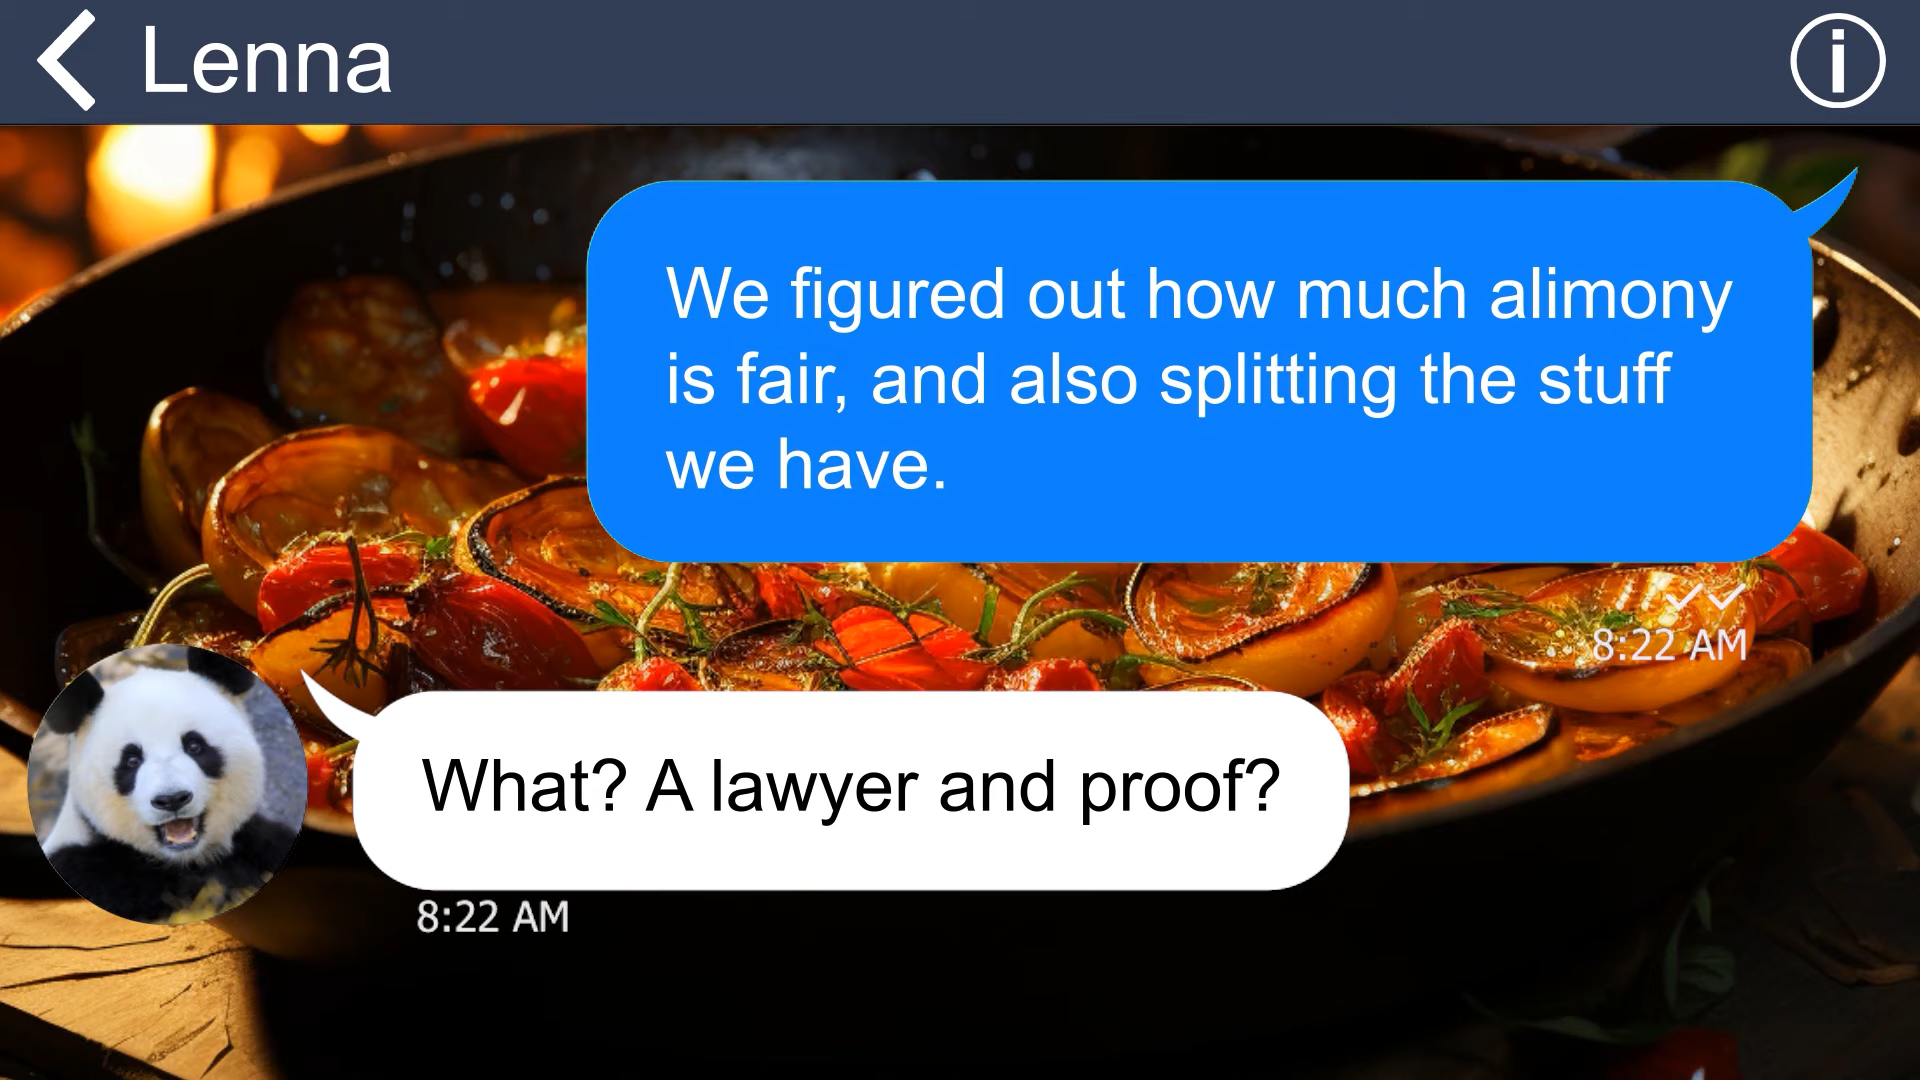 Lenna
We figured out how much alimony
is fair, and also splitting the stuff
we have.
8:22 AM
What? A lawyer and proof?
8:22 AM